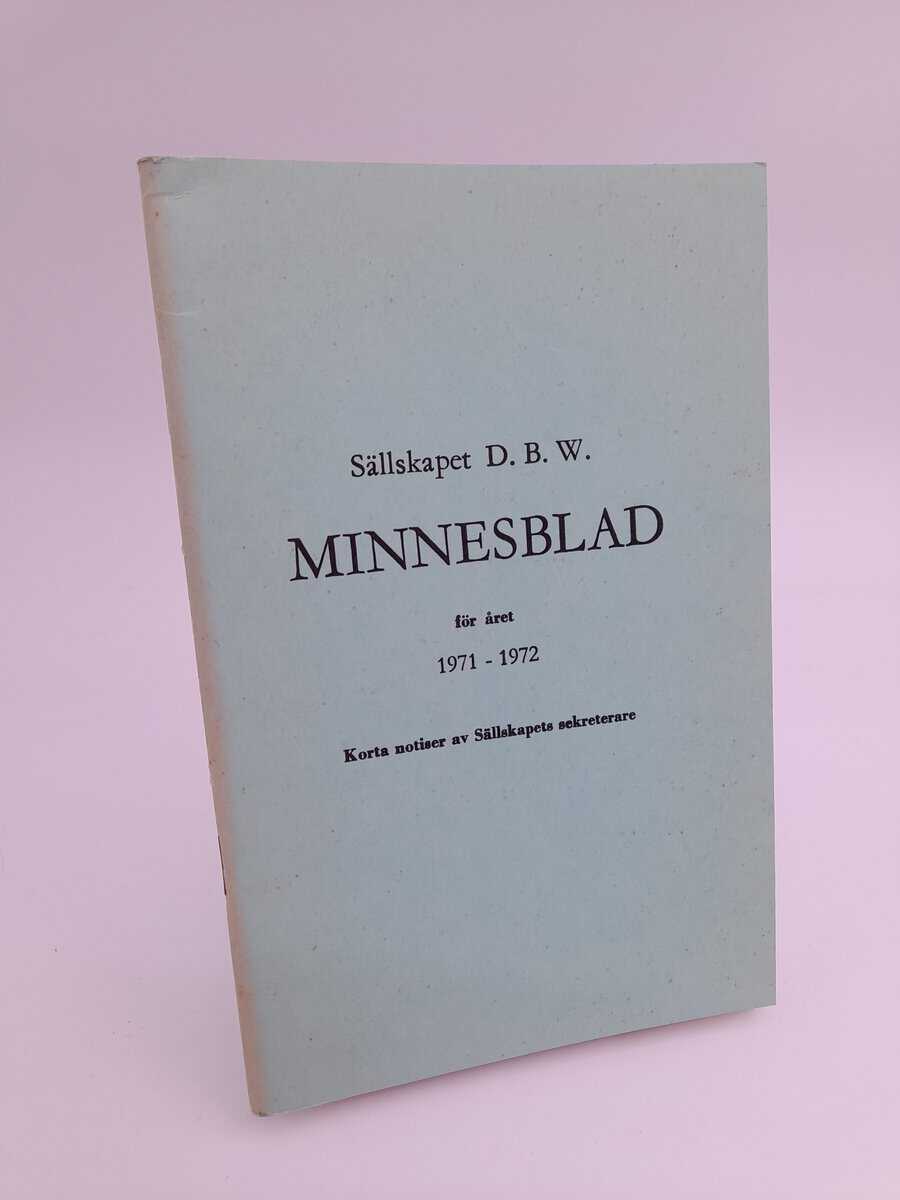 Sällskapet D. B. W.
MINNESBLAD
för året
1971 - 1972
Korta notiser av Sällskapets sekreterare